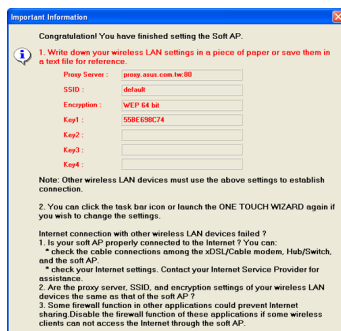 Important Information
Congratulation! You have finished setting the Soft AP.
1. Write down your wireless LAN settings in a piece of paper or save them in
a text file for reference.
Proxy Server : proxy.asus.com.tw:80
SSID : default
Encryption : WEP 64 bit
Key1 : 55BE698C74
Key2 :
Key3 :
Key4 :
Note: Other wireless LAN devices must use the above settings to establish
connection.
2. You can click the task bar icon or launch the ONE TOUCH WIZARD again if
you wish to change the settings.
Internet connection with other wireless LAN devices failed ?
1. Is your soft AP properly connected to the Internet ? You can:
* check the cable connections among the xDSL/Cable modem, Hub/Switch,
and the soft AP.
* check your Internet settings. Contact your Internet Service Provider for
assistance.
2. Are the proxy server, SSID, and encryption settings of your wireless LAN
devices the same as that of the soft AP ?
3. Some firewall function in other applications could prevent Internet
sharing.Disable the firewall function of these applications if some wireless
clients can not access the Internet through the soft AP.